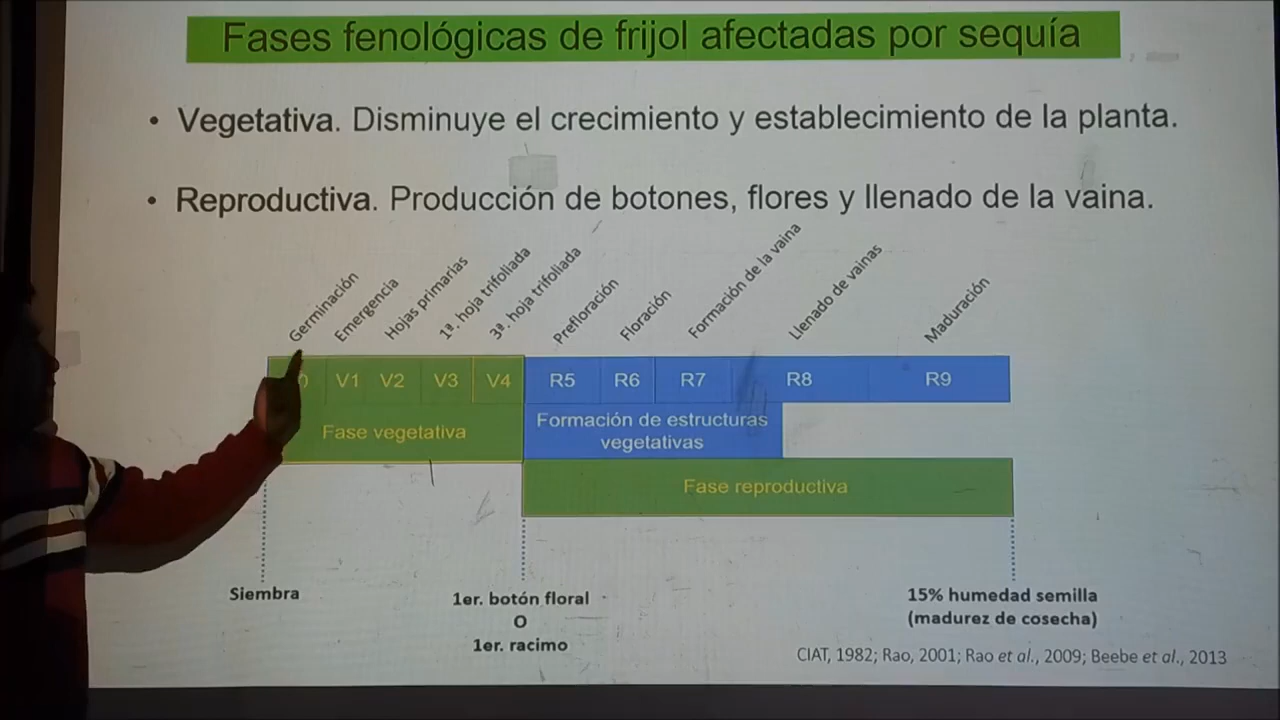 Fases fenológicas de frijol afectadas por sequía
• Vegetativa. Disminuye el crecimiento y establecimiento de la planta.
• Reproductiva. Producción de botones, flores y llenado de la vaina.
Germinación
Emergencia
Hojas primarias
1ª. hoja trifoliada
3ª. hoja trifoliada
Prefloración
Floración
Formación de la vaina
Llenado de vainas
Maduración
V1 V2 V3 V4 R5 R6 R7 R8 R9
Fase vegetativa
Formación de estructuras
vegetativas
Fase reproductiva
Siembra
1er. botón floral
O
1er. racimo
15% humedad semilla
(madurez de cosecha)
CIAT, 1982; Rao, 2001; Rao et al., 2009; Beebe et al., 2013